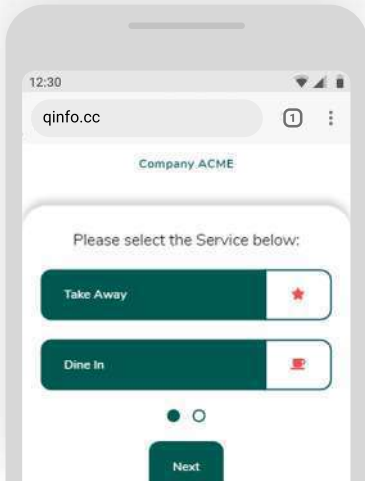 12:30
qinfo.cc
1
Company ACME
Please select the Service below:
Take Away
Dine In
Next